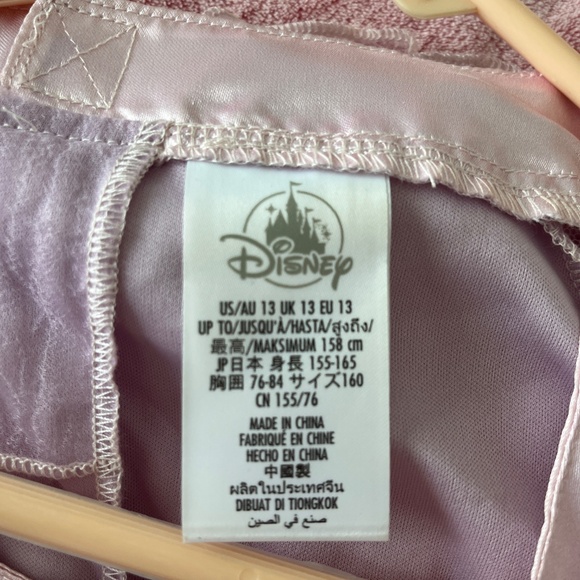 Disney
US/AU 13 UK 13 EU 13
UP TO/JUSQU'À/HASTA/สูงถึง/
最高/MAKSIMUM 158 cm
JP日本 身長 155-165
胸囲 76-84 サイズ160
CN 155/76
MADE IN CHINA
FABRIQUÉ EN CHINE
HECHO EN CHINA
中國製
ผลิตในประเทศจีน
DIBUAT DI TIONGKOK
صنع في الصين